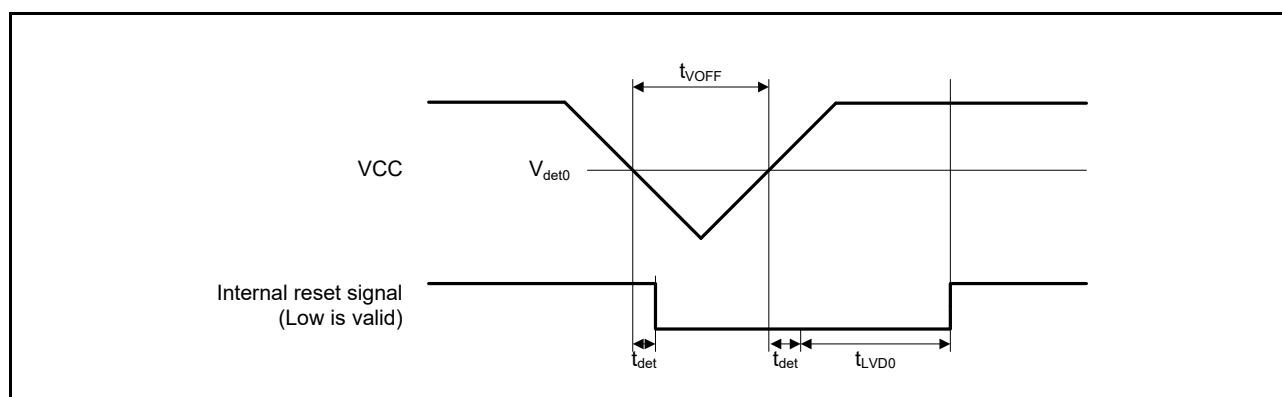 tVOFF
VCC
Vdet0
Internal reset signal
(Low is valid)
tdet
tdet
tLVD0